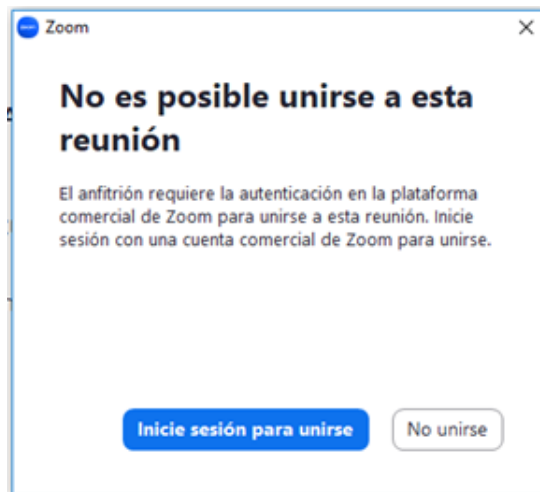 Zoom
No es posible unirse a esta
reunión
El anfitrión requiere la autenticación en la plataforma
comercial de Zoom para unirse a esta reunión. Inicie
sesión con una cuenta comercial de Zoom para unirse.
Inicie sesión para unirse
No unirse